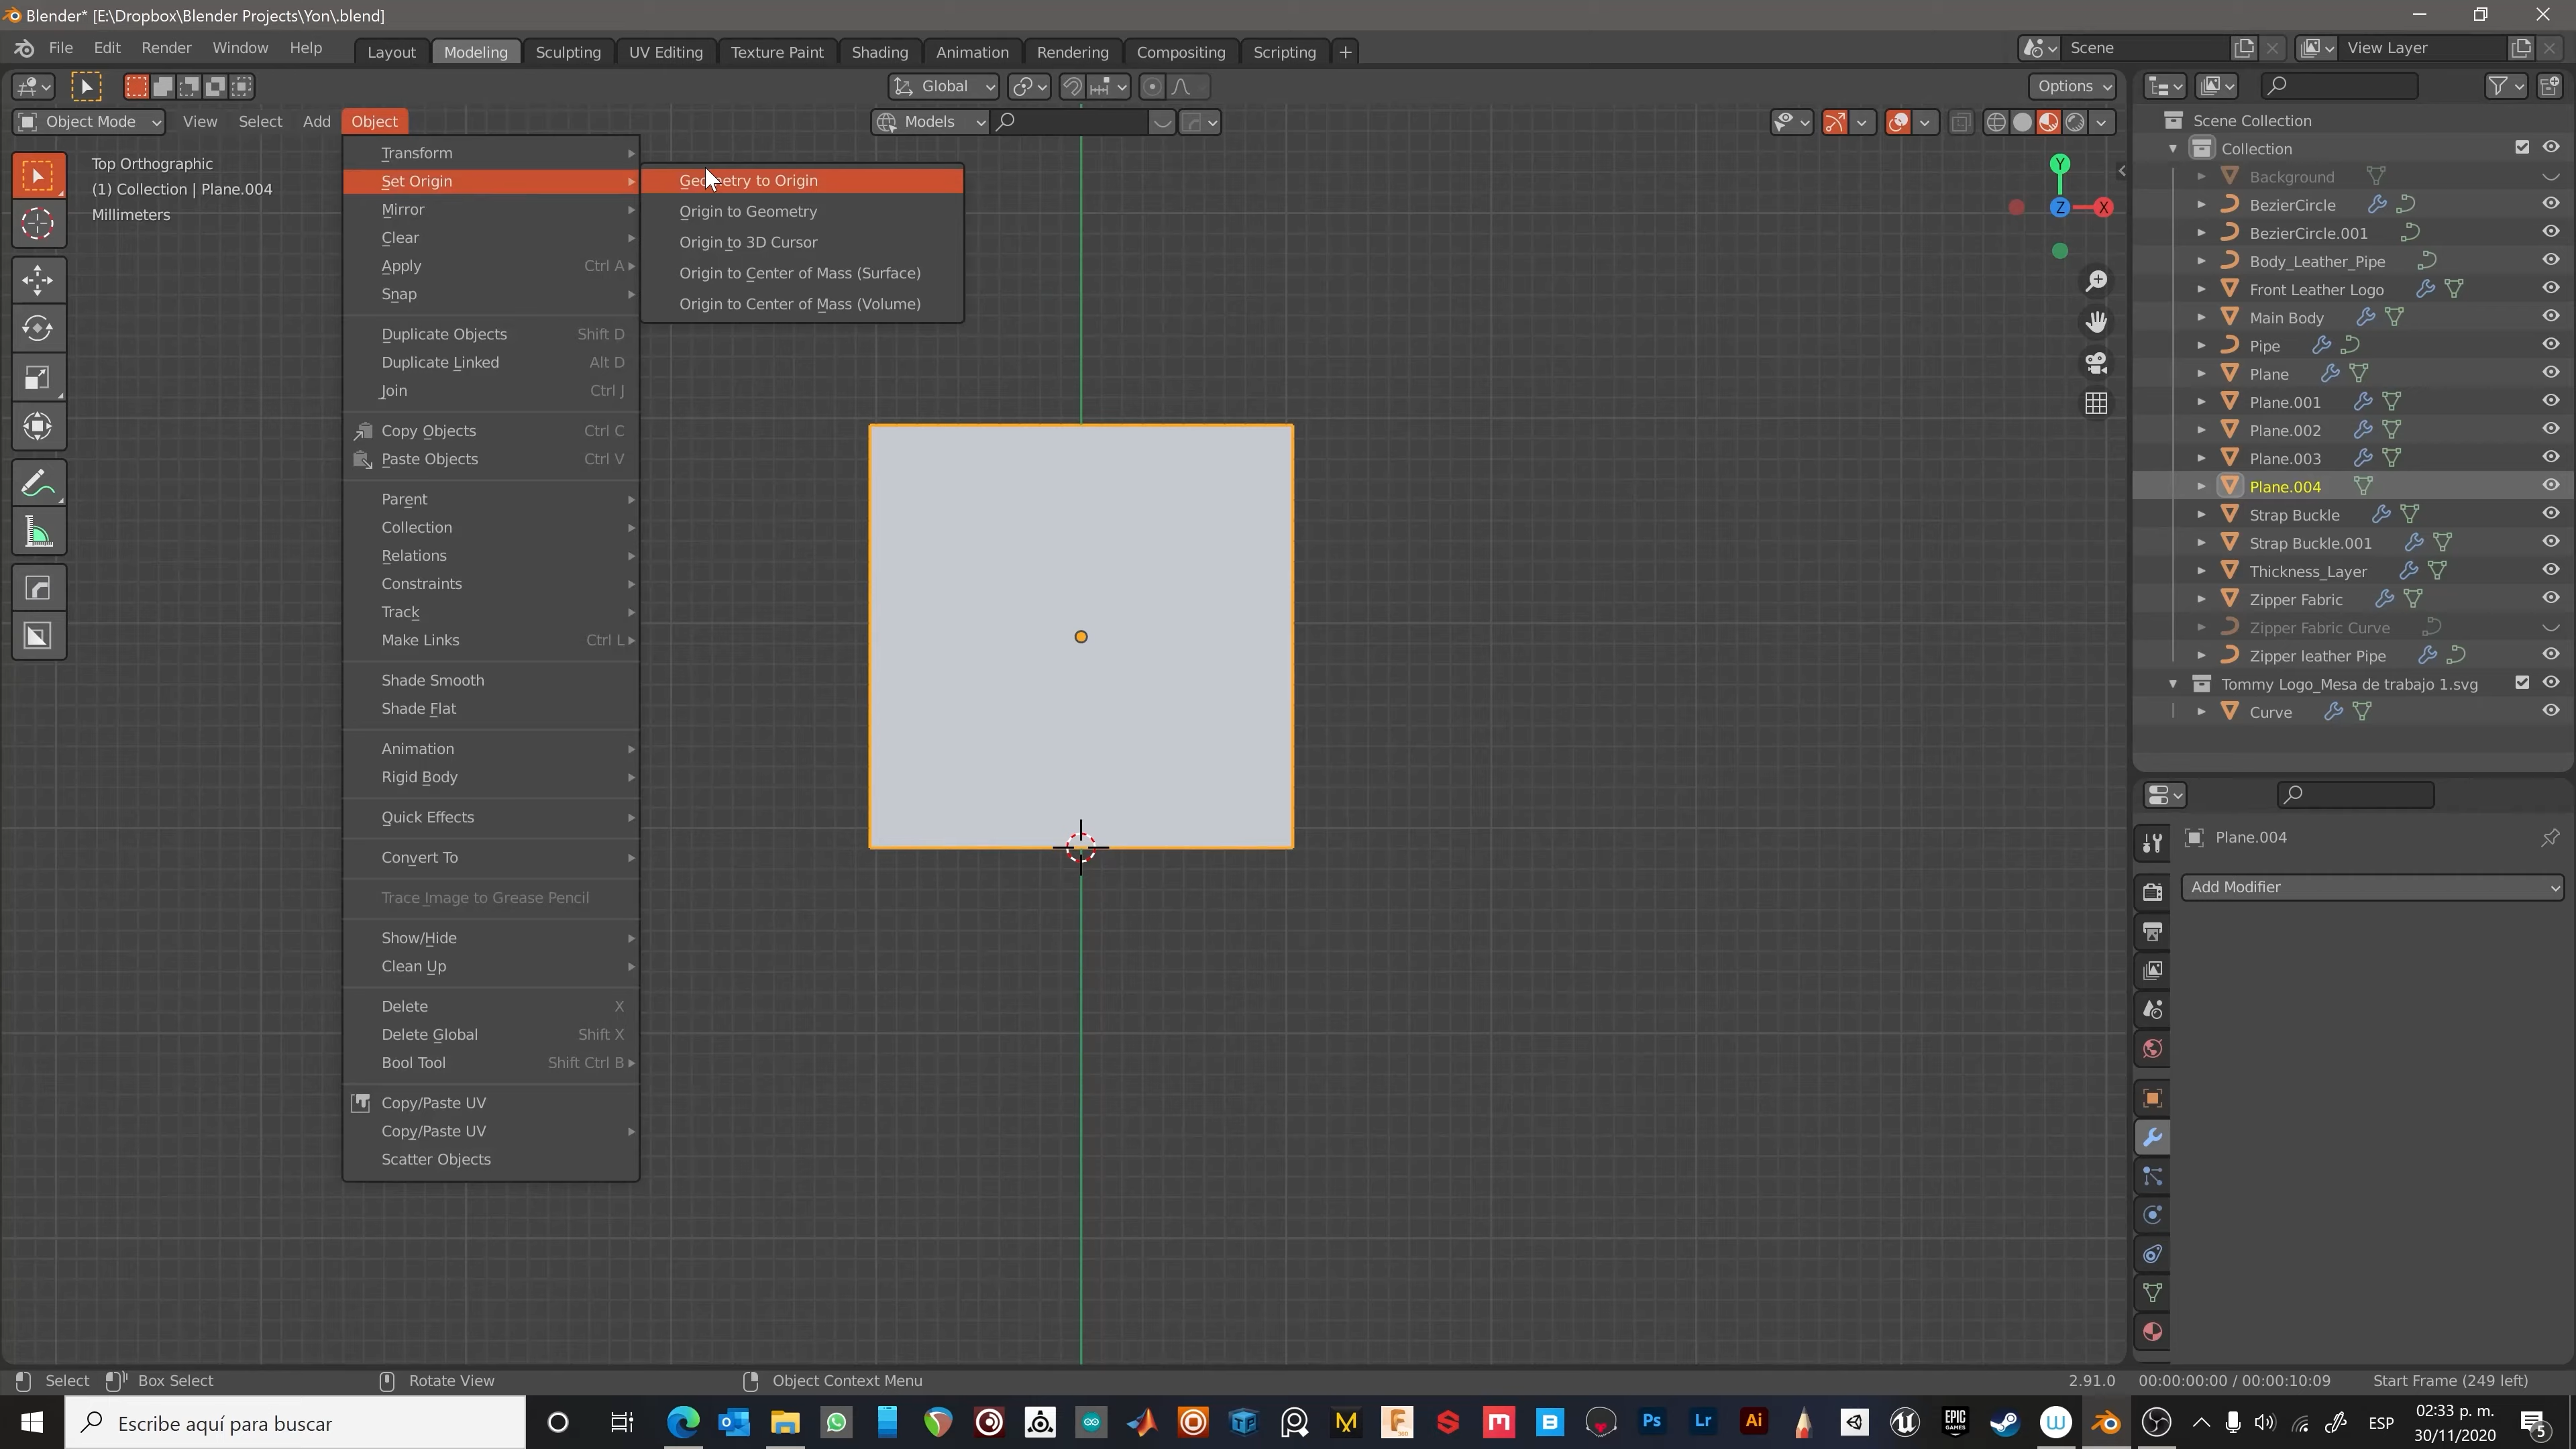 Blender* [E:\Dropbox\Blender Projects\Yon\.blend]
File Edit Render Window Help Layout Modeling Sculpting UV Editing Texture Paint Shading Animation Rendering Compositing Scripting + Scene View Layer
Global Options
Object Mode View Select Add Object Models
Top Orthographic
(1) Collection | Plane.004
Millimeters
Transform
Set Origin
Mirror
Clear
Apply Ctrl A
Snap
Duplicate Objects Shift D
Duplicate Linked Alt D
Join Ctrl J
Copy Objects Ctrl C
Paste Objects Ctrl V
Parent
Collection
Relations
Constraints
Track
Make Links Ctrl L
Shade Smooth
Shade Flat
Animation
Rigid Body
Quick Effects
Convert To
Trace Image to Grease Pencil
Show/Hide
Clean Up
Delete X
Delete Global Shift X
Bool Tool Shift Ctrl B
Copy/Paste UV
Copy/Paste UV
Scatter Objects
Geometry to Origin
Origin to Geometry
Origin to 3D Cursor
Origin to Center of Mass (Surface)
Origin to Center of Mass (Volume)
Y
Z X
Scene Collection
Collection
Background
BezierCircle
BezierCircle.001
Body_Leather_Pipe
Front Leather Logo
Main Body
Pipe
Plane
Plane.001
Plane.002
Plane.003
Plane.004
Strap Buckle
Strap Buckle.001
Thickness_Layer
Zipper Fabric
Zipper Fabric Curve
Zipper leather Pipe
Tommy Logo_Mesa de trabajo 1.svg
Curve
Plane.004
Add Modifier
Select Box Select Rotate View Object Context Menu 2.91.0 00:00:00:00 / 00:00:10:09 Start Frame (249 left)
Escribe aquí para buscar
Ps Lr Ai EPIC GAMES ESP
02:33 p. m.
30/11/2020
5